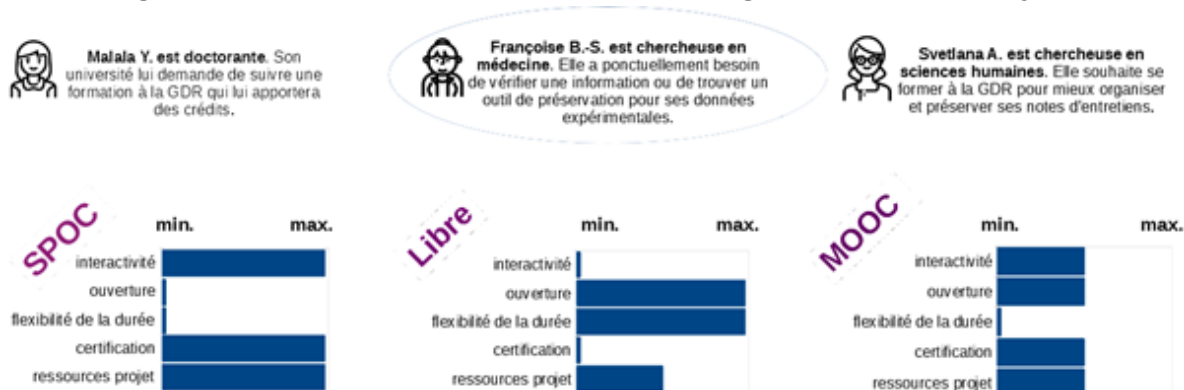 Malala Y. est doctorante. Son
université lui demande de suivre une
formation à la GDR qui lui apportera
des crédits.
Françoise B.-S. est chercheuse en
médecine. Elle a ponctuellement besoin
de vérifier une information ou de trouver un
outil de préservation pour ses données
expérimentales.
Svetlana A. est chercheuse en
sciences humaines. Elle souhaite se
former à la GDR pour mieux organiser
et préserver ses notes d'entretiens.
SPOC
min. max.
interactivité
ouverture
flexibilité de la durée
certification
ressources projet
Libre
min. max.
interactivité
ouverture
flexibilité de la durée
certification
ressources projet
MOOC
min. max.
interactivité
ouverture
flexibilité de la durée
certification
ressources projet